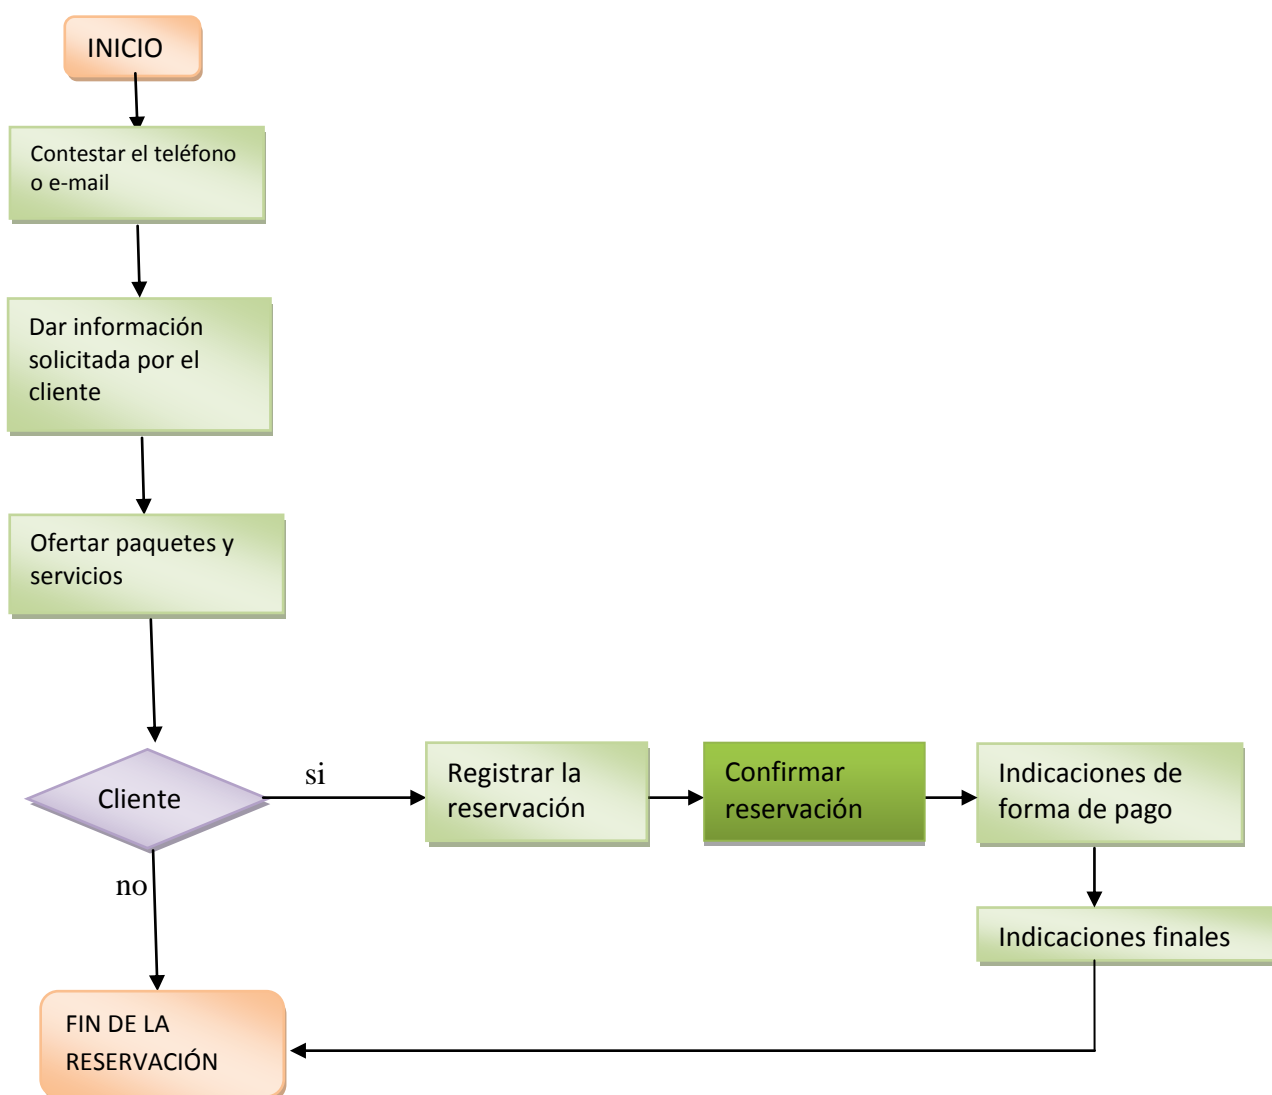 INICIO
Contestar el teléfono
o e-mail
Dar información
solicitada por el
cliente
Ofertar paquetes y
servicios
Cliente
si
Registrar la
reservación
Confirmar
reservación
Indicaciones de
forma de pago
no
Indicaciones finales
FIN DE LA
RESERVACIÓN